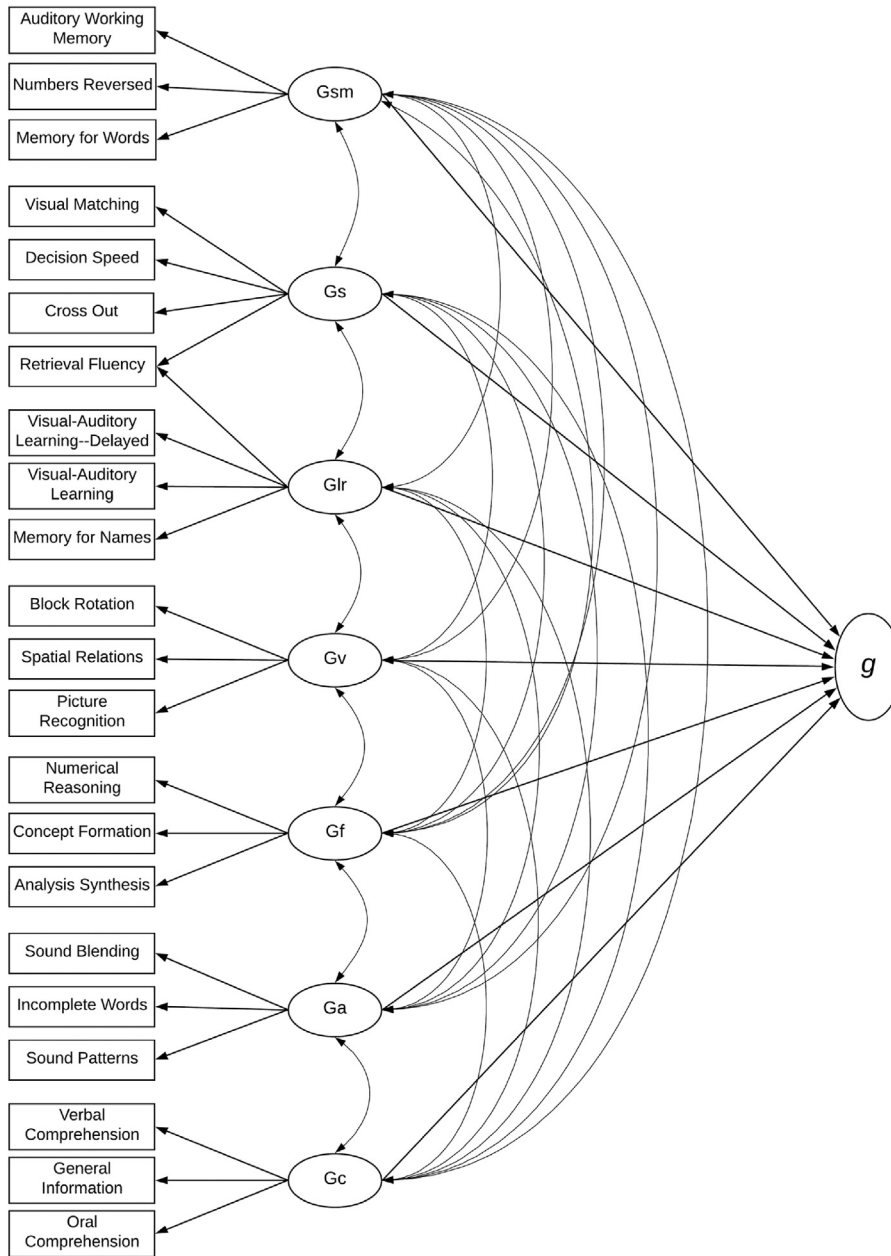 Auditory Working
Memory
Numbers Reversed
Gsm
Memory for Words
Visual Matching
Decision Speed
Gs
Cross Out
Retrieval Fluency
Visual-Auditory
Learning--Delayed
Visual-Auditory
Learning
Glr
Memory for Names
Block Rotation
Spatial Relations
Gv
g
Picture
Recognition
Numerical
Reasoning
Concept Formation
Gf
Analysis Synthesis
Sound Blending
Incomplete Words
Ga
Sound Patterns
Verbal
Comprehension
General
Information
Gc
Oral
Comprehension